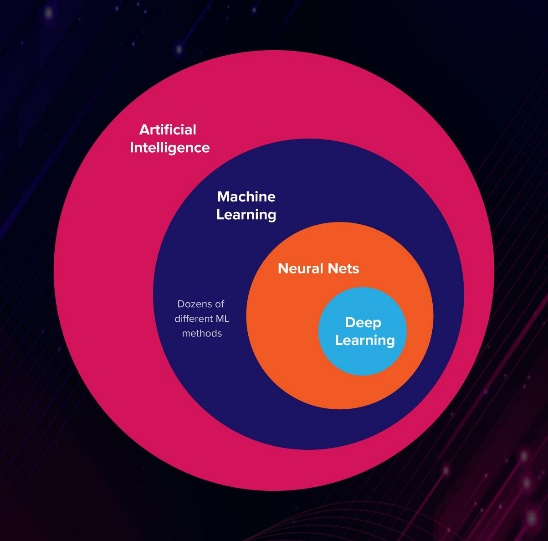 Artificial
Intelligence
Machine
Learning
Neural Nets
Dozens of
different ML
methods
Deep
Learning